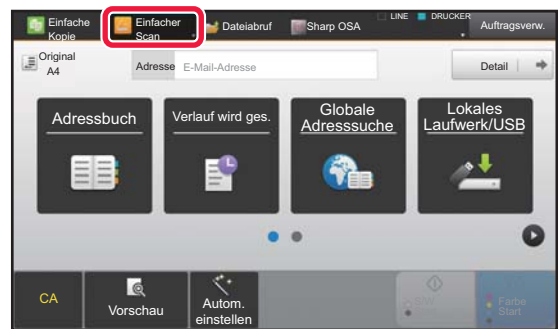 Einfache Kopie
Einfacher Scan
Dateiabruf
Sharp OSA
LINE
DRUCKER
Auftragsverw.
Original A4
Adresse
E-Mail-Adresse
Detail
Adressbuch
Verlauf wird ges.
Globale Adresssuche
Lokales Laufwerk/USB
CA
Vorschau
Autom. einstellen
Farbe Start